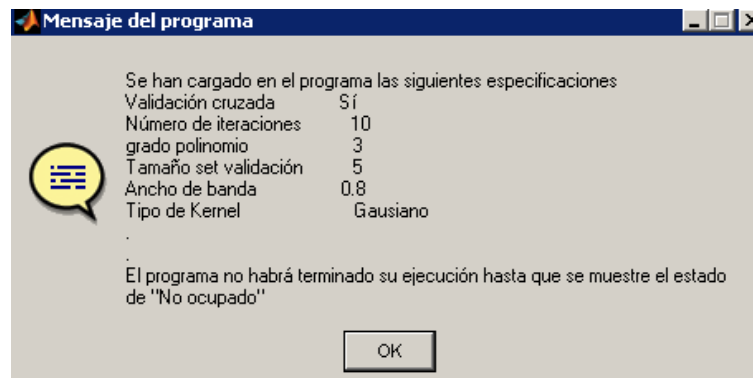 Mensaje del programa
Se han cargado en el programa las siguientes especificaciones
Validación cruzada Sí
Número de iteraciones 10
grado polinomio 3
Tamaño set validación 5
Ancho de banda 0.8
Tipo de Kernel Gausiano
.
.
El programa no habrá terminado su ejecución hasta que se muestre el estado
de "No ocupado"
OK